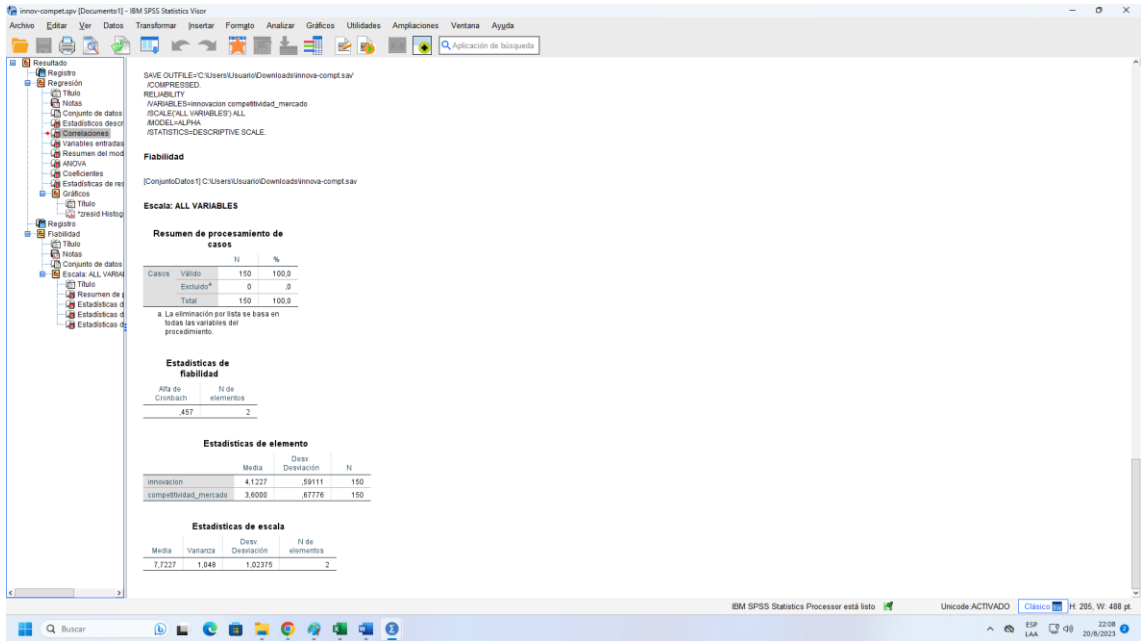 innov-compet.spv [Documento1] - IBM SPSS Statistics Visor
Archivo Editar Ver Datos Transformar Insertar Formato Analizar Gráficos Utilidades Ampliaciones Ventana Ayuda
Aplicación de búsqueda
Resultado
Registro
Regresión
Título
Notas
Conjunto de datos
Estadísticos descr
Correlaciones
Variables entradas
Resumen del mod
ANOVA
Coeficientes
Estadísticas de res
Gráficos
Título
*zresid Histog
Registro
Fiabilidad
Título
Notas
Conjunto de datos
Escala: ALL VARIA
Título
Resumen de
Estadísticas d
Estadísticas d
Estadísticas d
SAVE OUTFILE='C:\Users\Usuario\Downloads\innova-compt.sav'
/COMPRESSED.
RELIABILITY
/VARIABLES=innovacion competitividad_mercado
/SCALE('ALL VARIABLES') ALL
/MODEL=ALPHA
/STATISTICS=DESCRIPTIVE SCALE.
Fiabilidad
[ConjuntoDatos1] C:\Users\Usuario\Downloads\innova-compt.sav
Escala: ALL VARIABLES
Resumen de procesamiento de
casos
N %
Casos Válido 150 100,0
Excluido a 0 ,0
Total 150 100,0
a. La eliminación por lista se basa en
todas las variables del
procedimiento.
Estadísticas de
fiabilidad
Alfa de
Cronbach
N de
elementos
,457 2
Estadísticas de elemento
Media Desv. Desviación N
innovacion 4,1227 ,59111 150
competitividad_mercado 3,6000 ,67776 150
Estadísticas de escala
Media Varianza Desv. Desviación N de elementos
7,7227 1,048 1,02375 2
IBM SPSS Statistics Processor está listo Unicode:ACTIVADO Clásico H: 205, W: 488 pt.
Buscar
ESP
LAA
22:08
20/8/2023